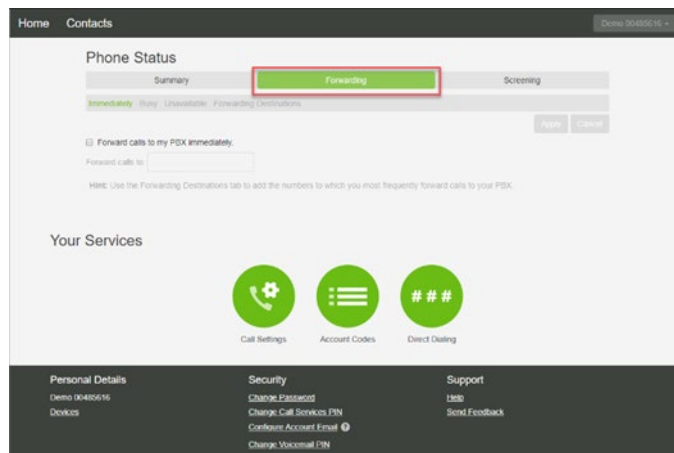 Home Contacts Demo 00485616
Phone Status
Summary Forwarding Screening
Immediately Busy Unavailable Forwarding Destinations
Apply Cancel
Forward calls to my PBX immediately.
Forward calls to
Hint: Use the Forwarding Destinations tab to add the numbers to which you most frequently forward calls to your PBX.
Your Services
# # #
Call Settings Account Codes Direct Dialing
Personal Details Security Support
Demo 00485616 Change Password Help
Devices Change Call Services PIN Send Feedback
Configure Account Email ?
Change Voicemail PIN